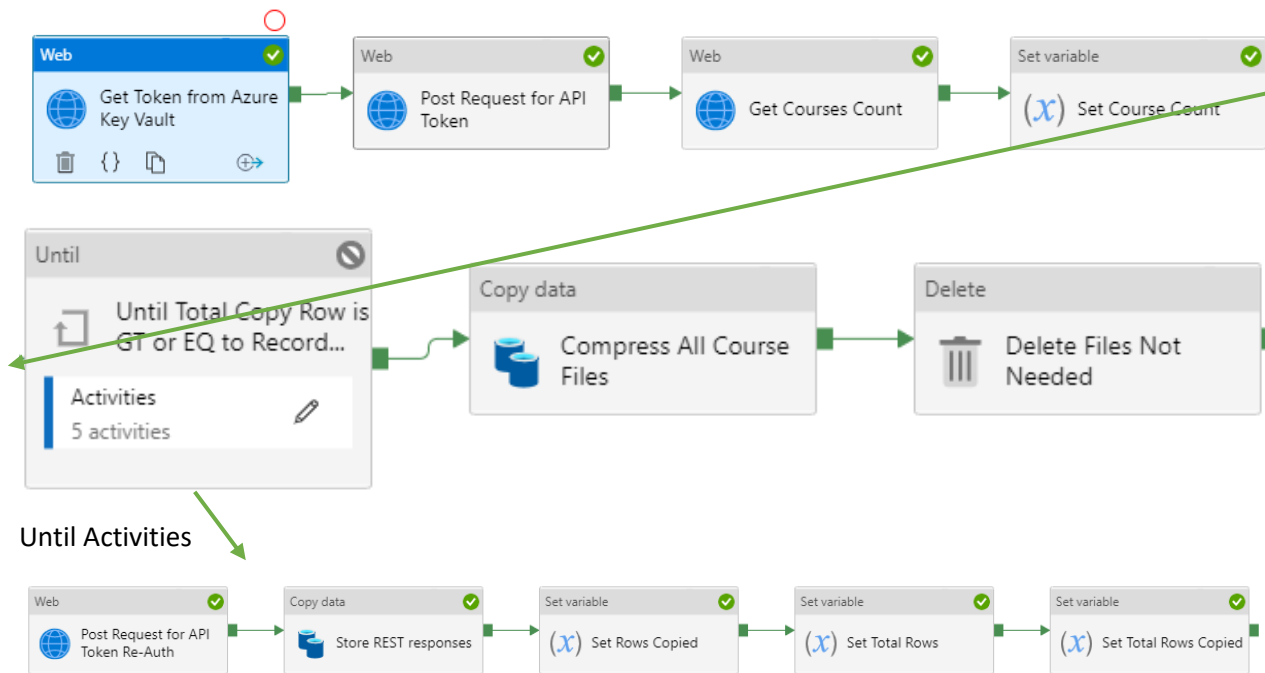 Web
Get Token from Azure
Key Vault
Web
Post Request for API
Token
Web
Get Courses Count
Set variable
(x) Set Course Count
Until
Until Total Copy Row is
GT or EQ to Record...
Activities
5 activities
Copy data
Compress All Course
Files
Delete
Delete Files Not
Needed
Until Activities
Web
Post Request for API
Token Re-Auth
Copy data
Store REST responses
Set variable
(x) Set Rows Copied
Set variable
(x) Set Total Rows
Set variable
(x) Set Total Rows Copied